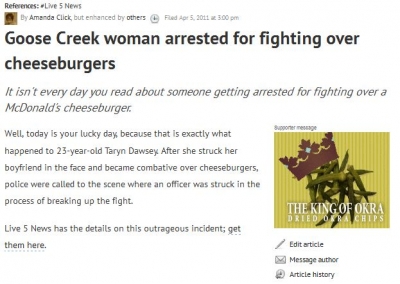 References: #Live 5 News
By Amanda Click, but enhanced by others Filed Apr 5, 2011 at 3:00 pm
Goose Creek woman arrested for fighting over
cheeseburgers
It isn't every day you read about someone getting arrested for fighting over a
McDonald's cheeseburger.
Well, today is your lucky day, because that is exactly what
happened to 23-year-old Taryn Dawsey. After she struck her
boyfriend in the face and became combative over cheeseburgers,
police were called to the scene where an officer was struck in the
process of breaking up the fight.
Live 5 News has the details on this outrageous incident; get
them here.
Supporter message
THE KING OF OKRA
DRIED OKRA CHIPS
Edit article
Message author
Article history